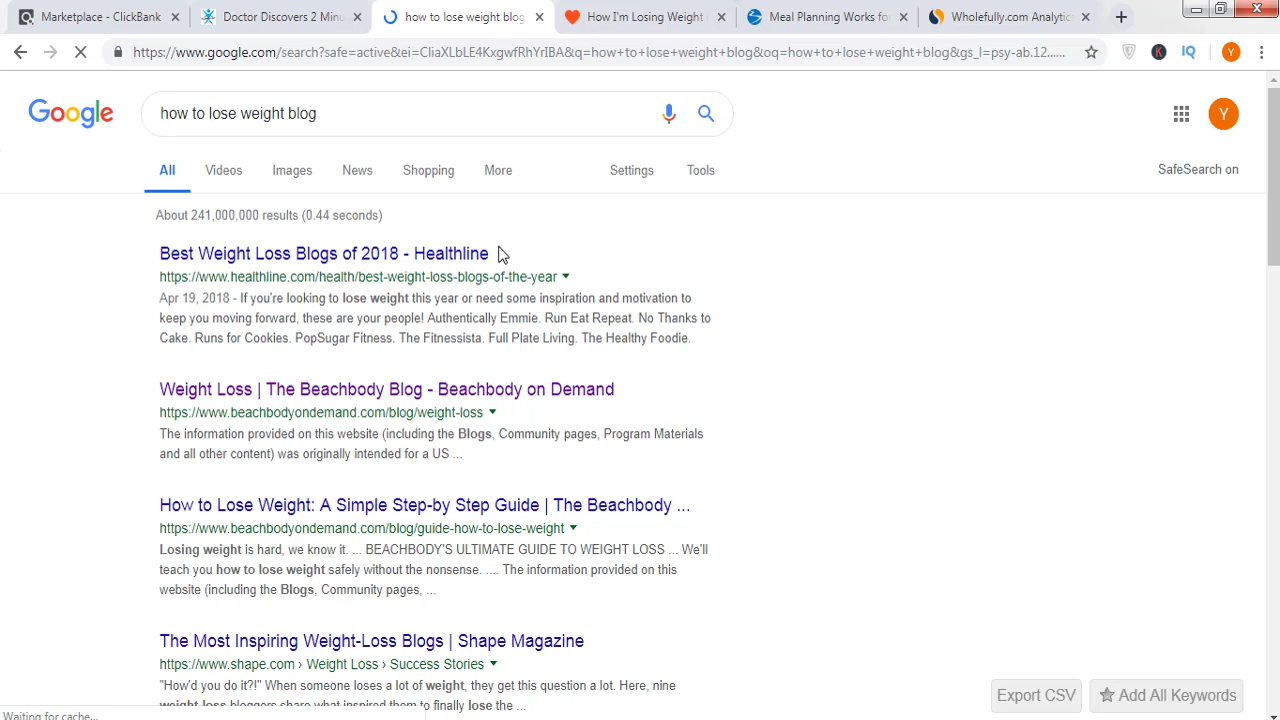 Marketplace - ClickBank
Doctor Discovers 2 Minu
how to lose weight blog
How I'm Losing Weight
Meal Planning Works fo
Wholefully.com Analytic
https://www.google.com/search?safe=active&ei=CIiaXLbLE4KxgwfRhYrIBA&q=how+to+lose+weight+blog&oq=how+to+lose+weight+blog&gs_l=psy-ab.12......
K
IQ
Y
Google
how to lose weight blog
Y
All
Videos
Images
News
Shopping
More
Settings
Tools
SafeSearch on
About 241,000,000 results (0.44 seconds)
Best Weight Loss Blogs of 2018 - Healthline
https://www.healthline.com/health/best-weight-loss-blogs-of-the-year
Apr 19, 2018 - If you're looking to lose weight this year or need some inspiration and motivation to
keep you moving forward, these are your people! Authentically Emmie. Run Eat Repeat. No Thanks to
Cake. Runs for Cookies. PopSugar Fitness. The Fitnessista. Full Plate Living. The Healthy Foodie.
Weight Loss | The Beachbody Blog - Beachbody on Demand
https://www.beachbodyondemand.com/blog/weight-loss
The information provided on this website (including the Blogs, Community pages, Program Materials
and all other content) was originally intended for a US ...
How to Lose Weight: A Simple Step-by Step Guide | The Beachbody ...
https://www.beachbodyondemand.com/blog/guide-how-to-lose-weight
Losing weight is hard, we know it. ... BEACHBODY'S ULTIMATE GUIDE TO WEIGHT LOSS ... We'll
teach you how to lose weight safely without the nonsense. .... The information provided on this
website (including the Blogs, Community pages, ...
The Most Inspiring Weight-Loss Blogs | Shape Magazine
https://www.shape.com › Weight Loss › Success Stories
"How'd you do it?!" When someone loses a lot of weight, they get this question a lot. Here, nine
weight-loss bloggers share what inspired them to finally lose the ...
Export CSV
Add All Keywords
Waiting for cache...